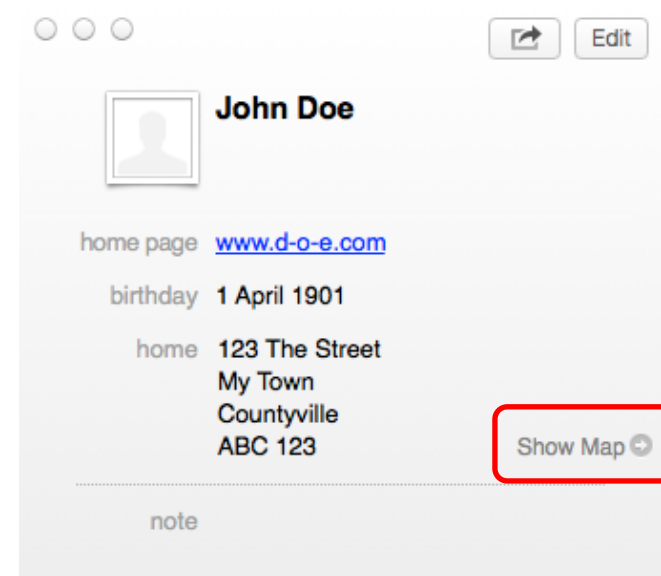 Edit
John Doe
home page www.d-o-e.com
birthday 1 April 1901
home 123 The Street
My Town
Countyville
ABC 123 Show Map
note